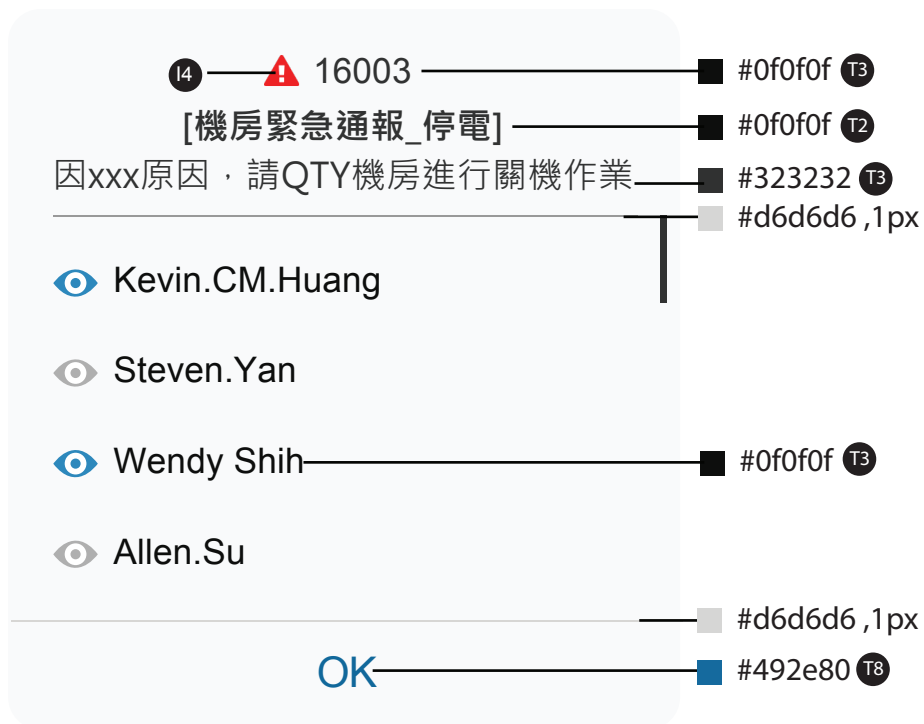 I4 16003 #0f0f0f T3
[機房緊急通報_停電] #0f0f0f T2
因xxx原因，請QTY機房進行關機作業 #323232 T3
#d6d6d6 ,1px
Kevin.CM.Huang
Steven.Yan
Wendy Shih #0f0f0f T3
Allen.Su
#d6d6d6 ,1px
OK #492e80 T8